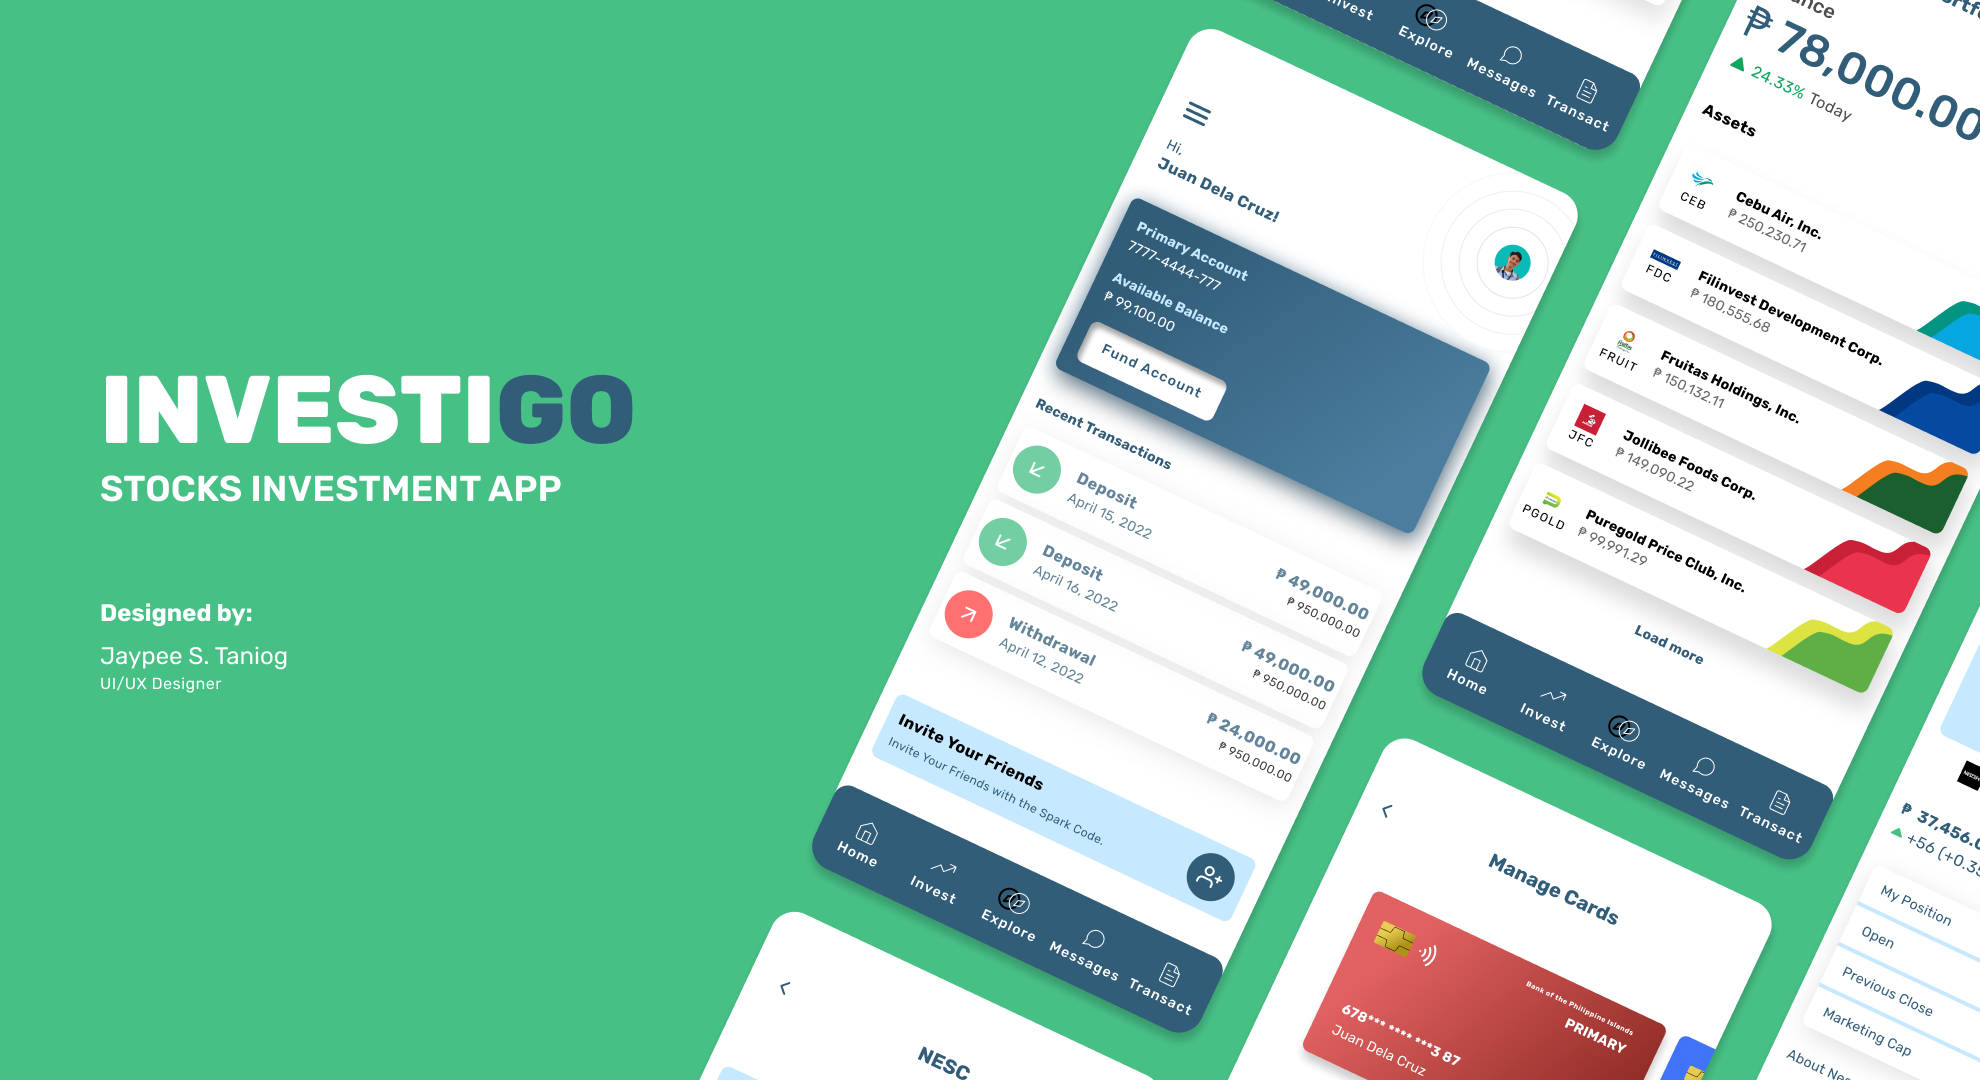 INVESTIGO
STOCKS INVESTMENT APP
Designed by:
Jaypee S. Taniog
UI/UX Designer
Invest
Explore
Messages
Transact
Hi,
Juan Dela Cruz!
Primary Account
7777-4444-777
Available Balance
₱ 99,100.00
Fund Account
Recent Transactions
Deposit
April 15, 2022
₱ 49,000.00
₱ 950,000.00
Deposit
April 16, 2022
₱ 49,000.00
₱ 950,000.00
Withdrawal
April 12, 2022
₱ 24,000.00
₱ 950,000.00
Invite Your Friends
Invite Your Friends with the Spark Code.
Home
Invest
Explore
Messages
Transact
NESC
₱ 78,000.00
24.33% Today
Assets
CEB
Cebu Air, Inc.
₱ 250,230.71
FILINVEST
FDC
Filinvest Development Corp.
₱ 180,555.68
FRUIT
Fruitas Holdings, Inc.
₱ 150,132.11
JFC
Jollibee Foods Corp.
₱ 149,090.22
PGOLD
Puregold Price Club, Inc.
₱ 99,991.29
Load more
Home
Invest
Explore
Messages
Transact
Manage Cards
Bank of the Philippine Islands
PRIMARY
678*** **** ***3 87
Juan Dela Cruz
₱ 37,456.0
+56 (+0.35
My Position
Open
Previous Close
Marketing Cap
About Nes